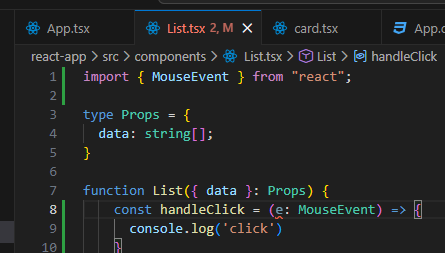 App.tsx List.tsx 2, M card.tsx App.c
react-app > src > components > List.tsx > List > handleClick
1 import { MouseEvent } from "react";
2
3 type Props = {
4 data: string[];
5 }
6
7 function List({ data }: Props) {
8 const handleClick = (e: MouseEvent) => {
9 console.log('click')
10 }